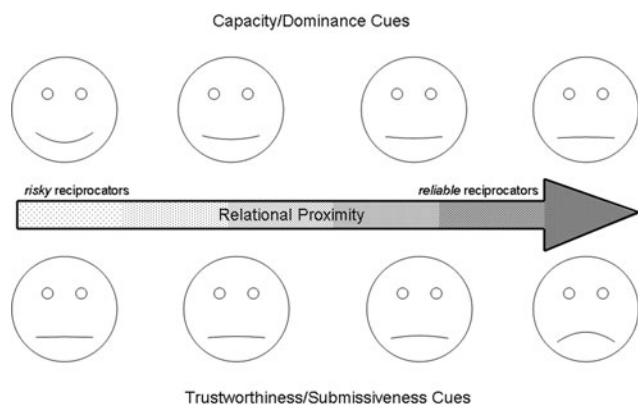 Capacity/Dominance Cues
risky reciprocators
reliable reciprocators
Relational Proximity
Trustworthiness/Submissiveness Cues